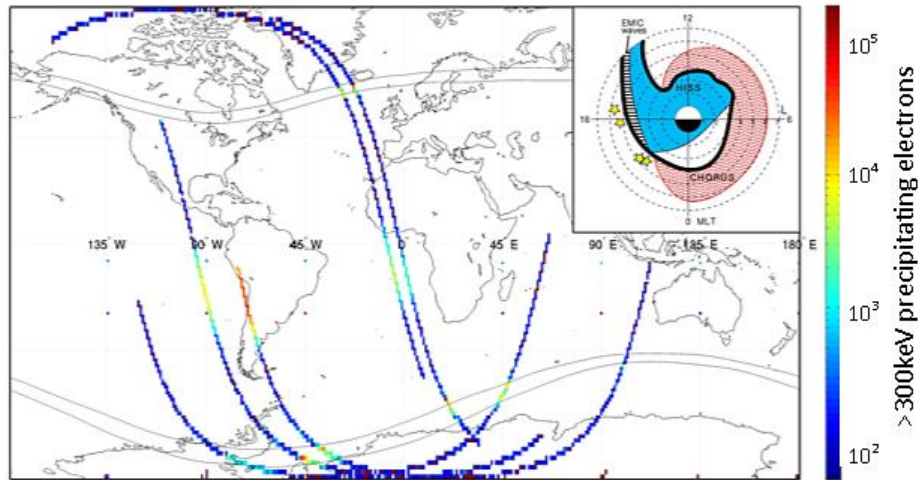 12
EMIC
waves
HISS
L
18
6
CHORUS
0 MLT
135 W
90 W
45 W
0
45 E
90 E
135 E
180 E
10⁵
10⁴
10³
10²
>300keV precipitating electrons